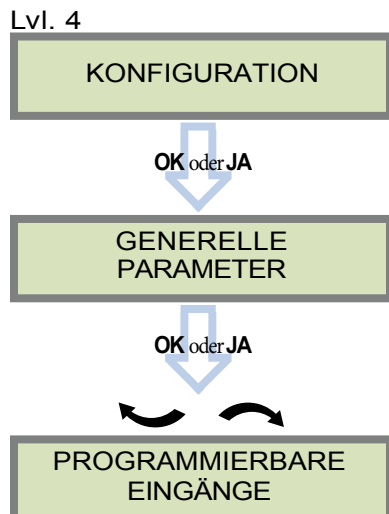 Lvl. 4
KONFIGURATION
OK oder JA
GENERELLE
PARAMETER
OK oder JA
PROGRAMMIERBARE
EINGÄNGE